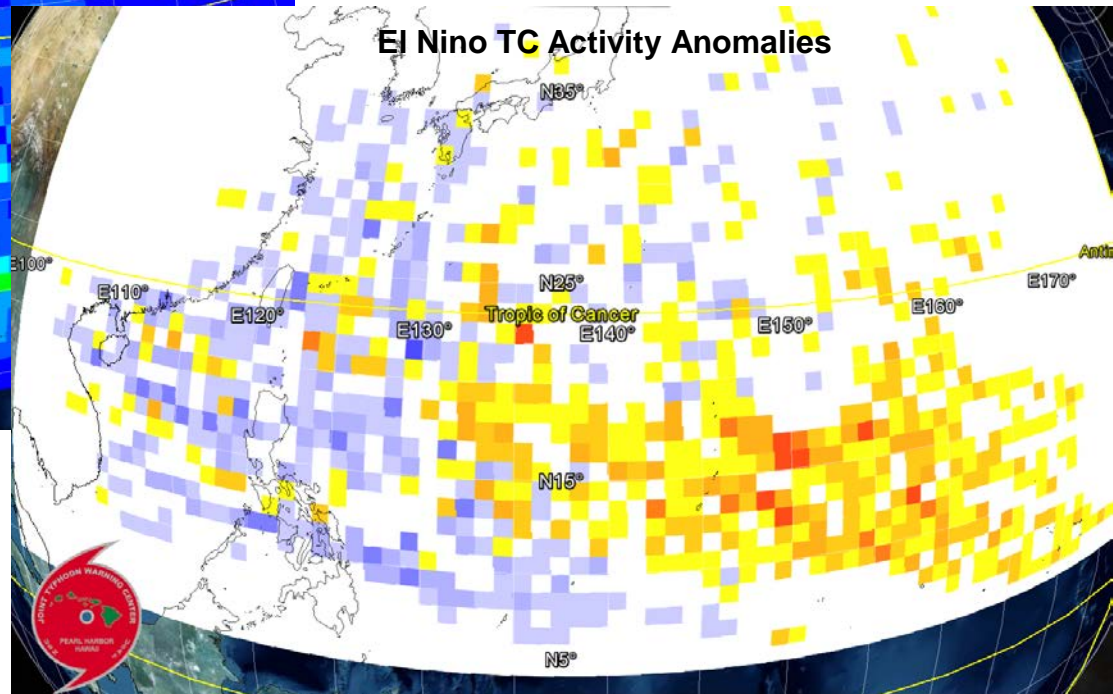 El Nino TC Activity Anomalies
N35°
Antim
E100°
N25°
E170°
E110°
E160°
E120°
Tropic of Cancer
E130°
E140°
E150°
N15°
JOINT TYPHOON WARNING CENTER
PEARL HARBOR
HAWAII
N5°